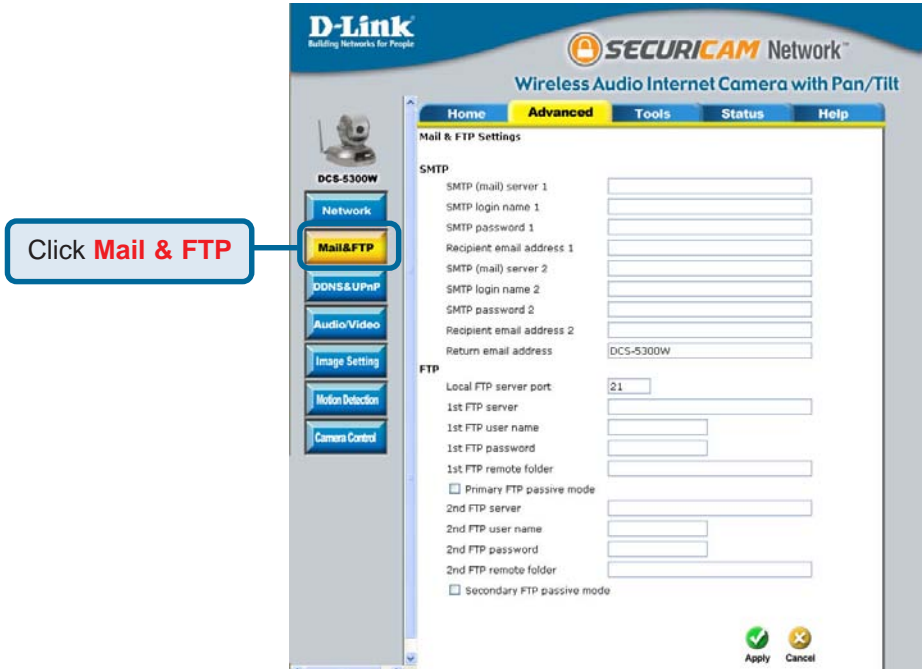 D-Link
Building Networks for People
SECURICAM Network™
Wireless Audio Internet Camera with Pan/Tilt
Home Advanced Tools Status Help
DCS-5300W
Network
Mail&FTP
DDNS&UPnP
Audio/Video
Image Setting
Motion Detection
Camera Control
Click Mail & FTP
Mail & FTP Settings
SMTP
SMTP (mail) server 1
SMTP login name 1
SMTP password 1
Recipient email address 1
SMTP (mail) server 2
SMTP login name 2
SMTP password 2
Recipient email address 2
Return email address DCS-5300W
FTP
Local FTP server port 21
1st FTP server
1st FTP user name
1st FTP password
1st FTP remote folder
Primary FTP passive mode
2nd FTP server
2nd FTP user name
2nd FTP password
2nd FTP remote folder
Secondary FTP passive mode
Apply Cancel